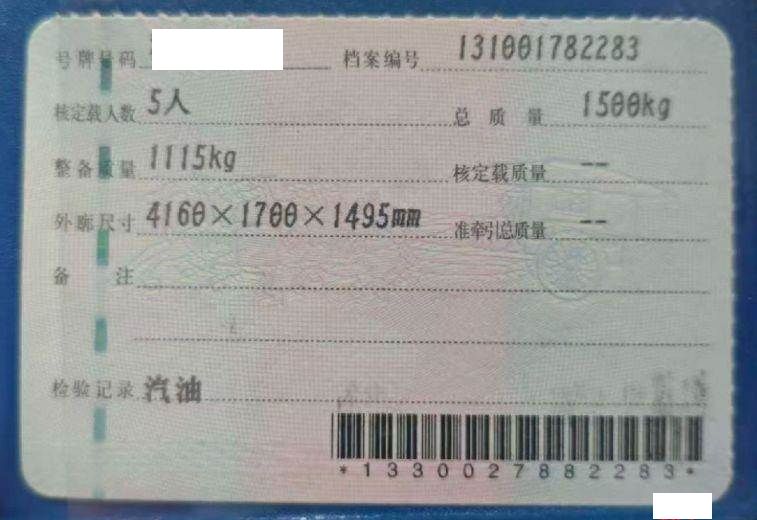 号牌号码 档案编号 131001782283
核定载人数 5人 总质量 1500kg
整备质量 1115kg 核定载质量 --
外廓尺寸 4160×1700×1495mm 准牵引总质量 --
备注
检验记录 汽油
*1330027882283*